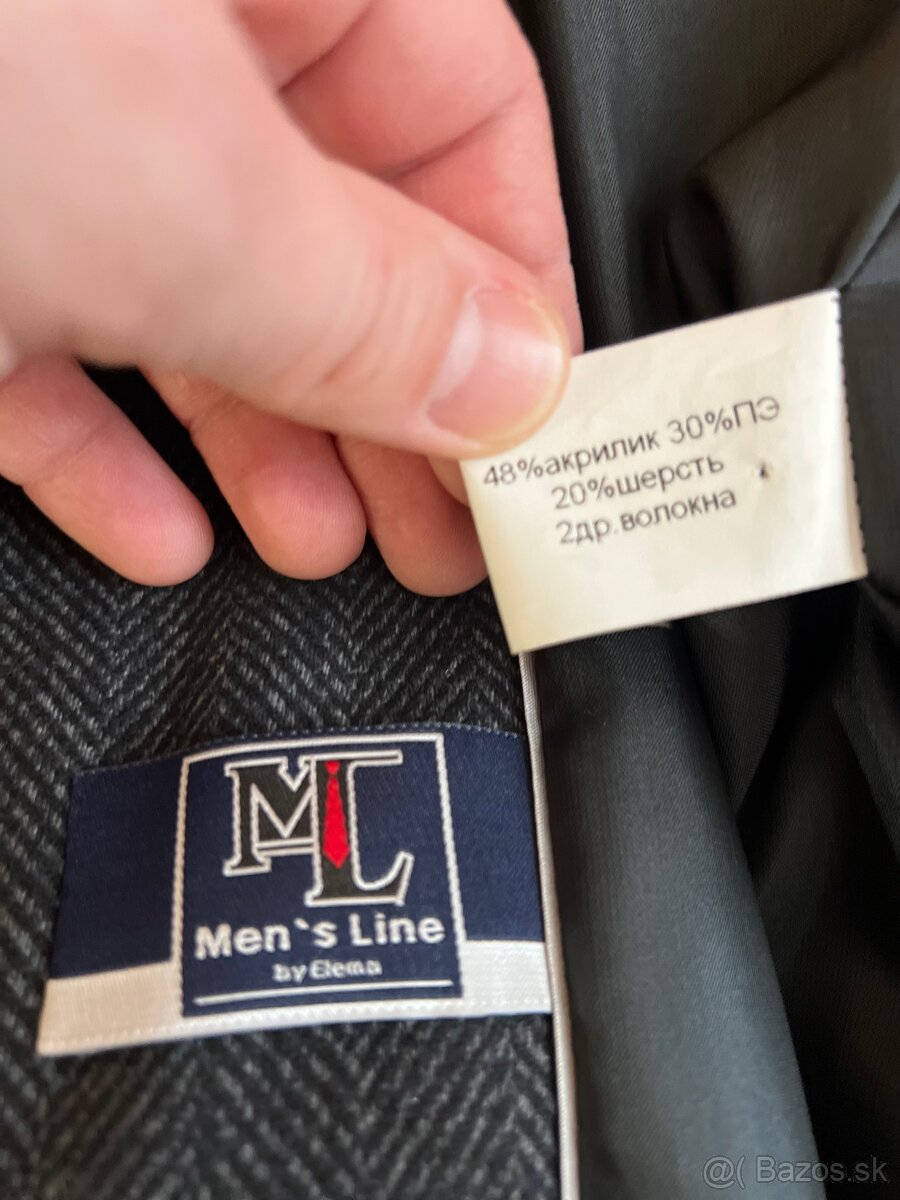 48%акрилик 30%ПЭ
20%шерсть
2др.волокна
ML
Men`s Line
by Elema
@( Bazos.sk